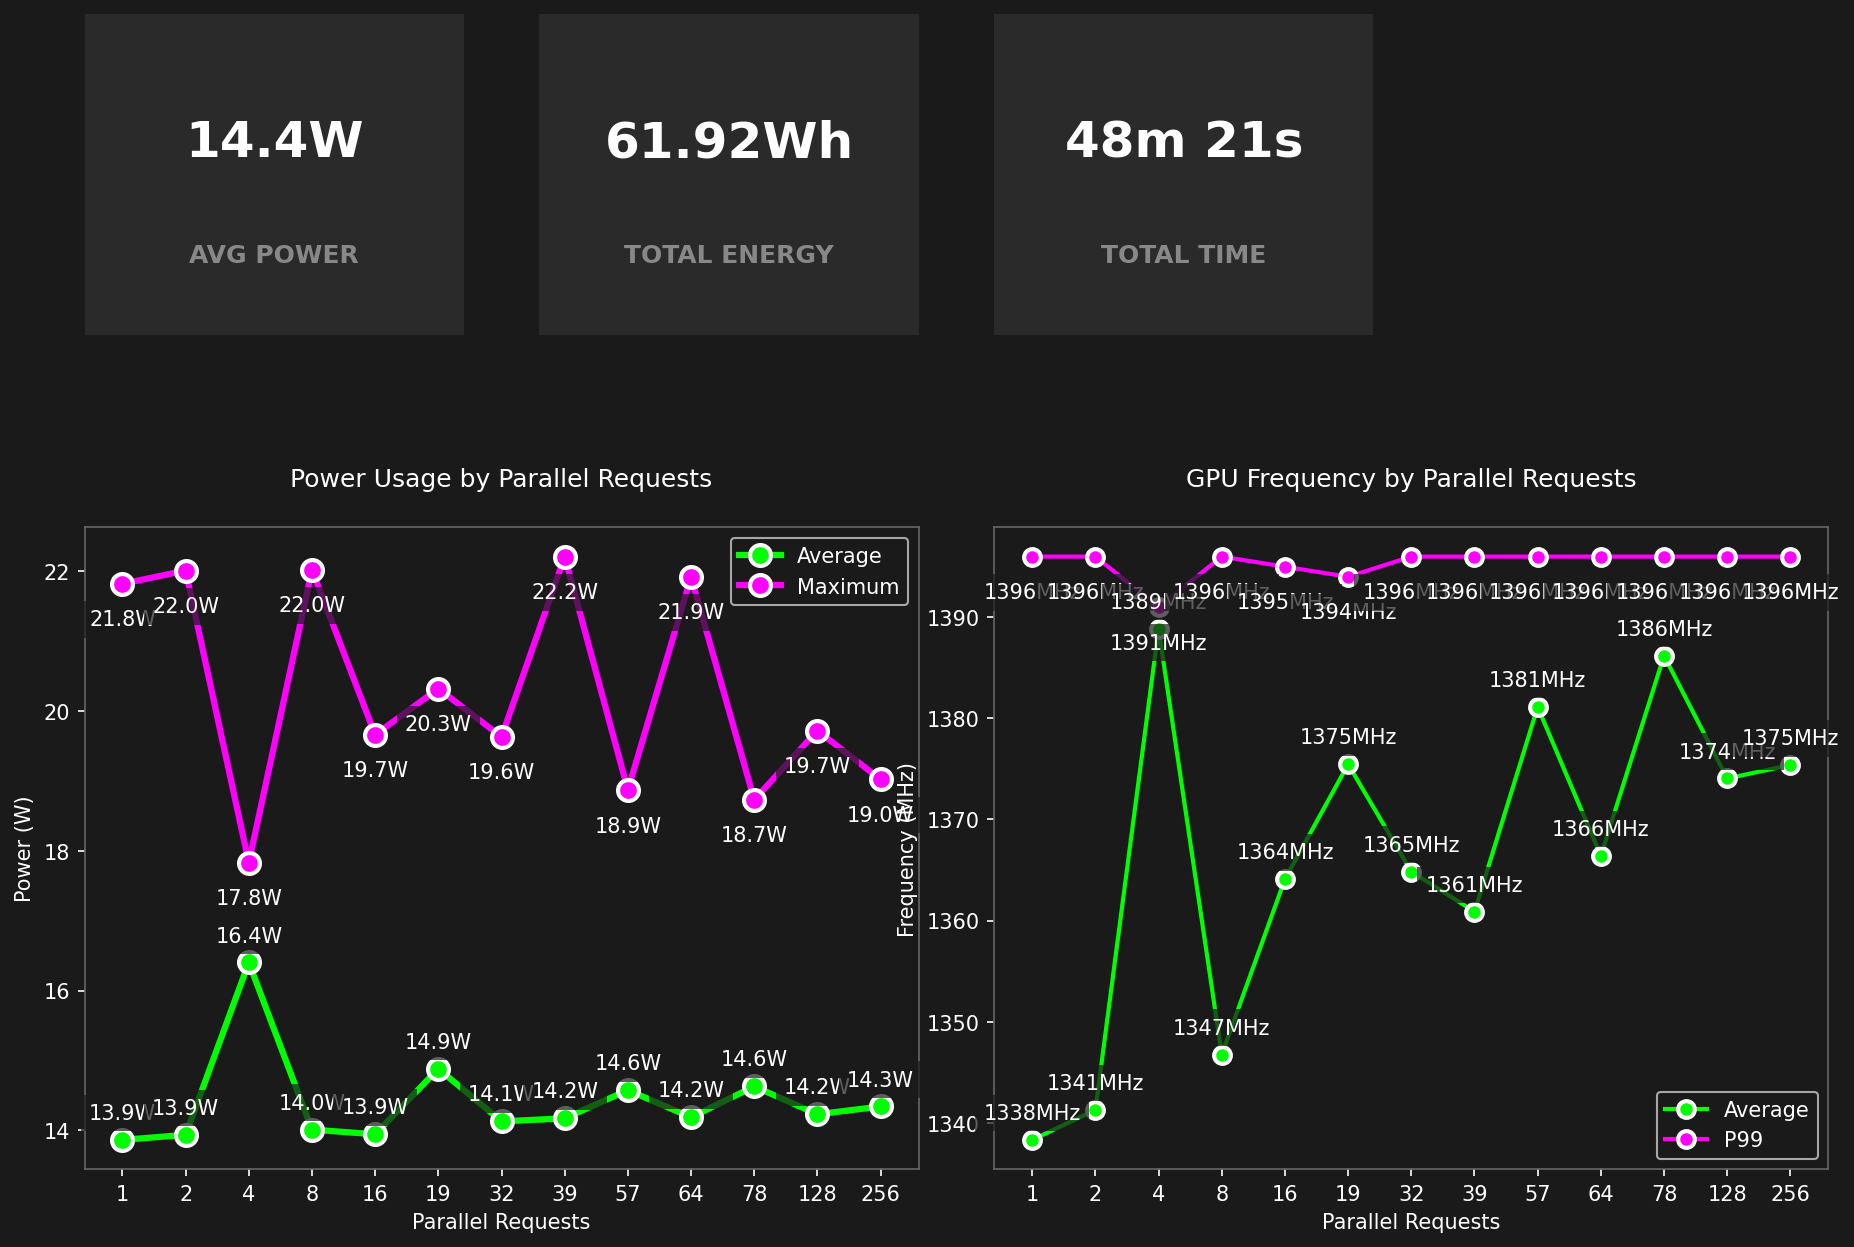 14.4W
AVG POWER
61.92Wh
TOTAL ENERGY
48m 21s
TOTAL TIME
Power Usage by Parallel Requests
Power (W)
22
20
18
16
14
Average
Maximum
21.8W
22.0W
17.8W
22.0W
19.7W
20.3W
19.6W
22.2W
18.9W
21.9W
18.7W
19.7W
19.0W
13.9W
13.9W
16.4W
14.0W
13.9W
14.9W
14.1W
14.2W
14.6W
14.2W
14.6W
14.2W
14.3W
1 2 4 8 16 19 32 39 57 64 78 128 256
Parallel Requests
GPU Frequency by Parallel Requests
Frequency (MHz)
1390
1380
1370
1360
1350
1340
1396MHz
1396MHz
1389MHz
1396MHz
1395MHz
1394MHz
1396MHz
1396MHz
1396MHz
1396MHz
1396MHz
1396MHz
1396MHz
1338MHz
1341MHz
1391MHz
1347MHz
1364MHz
1375MHz
1365MHz
1361MHz
1381MHz
1366MHz
1386MHz
1374MHz
1375MHz
Average
P99
1 2 4 8 16 19 32 39 57 64 78 128 256
Parallel Requests